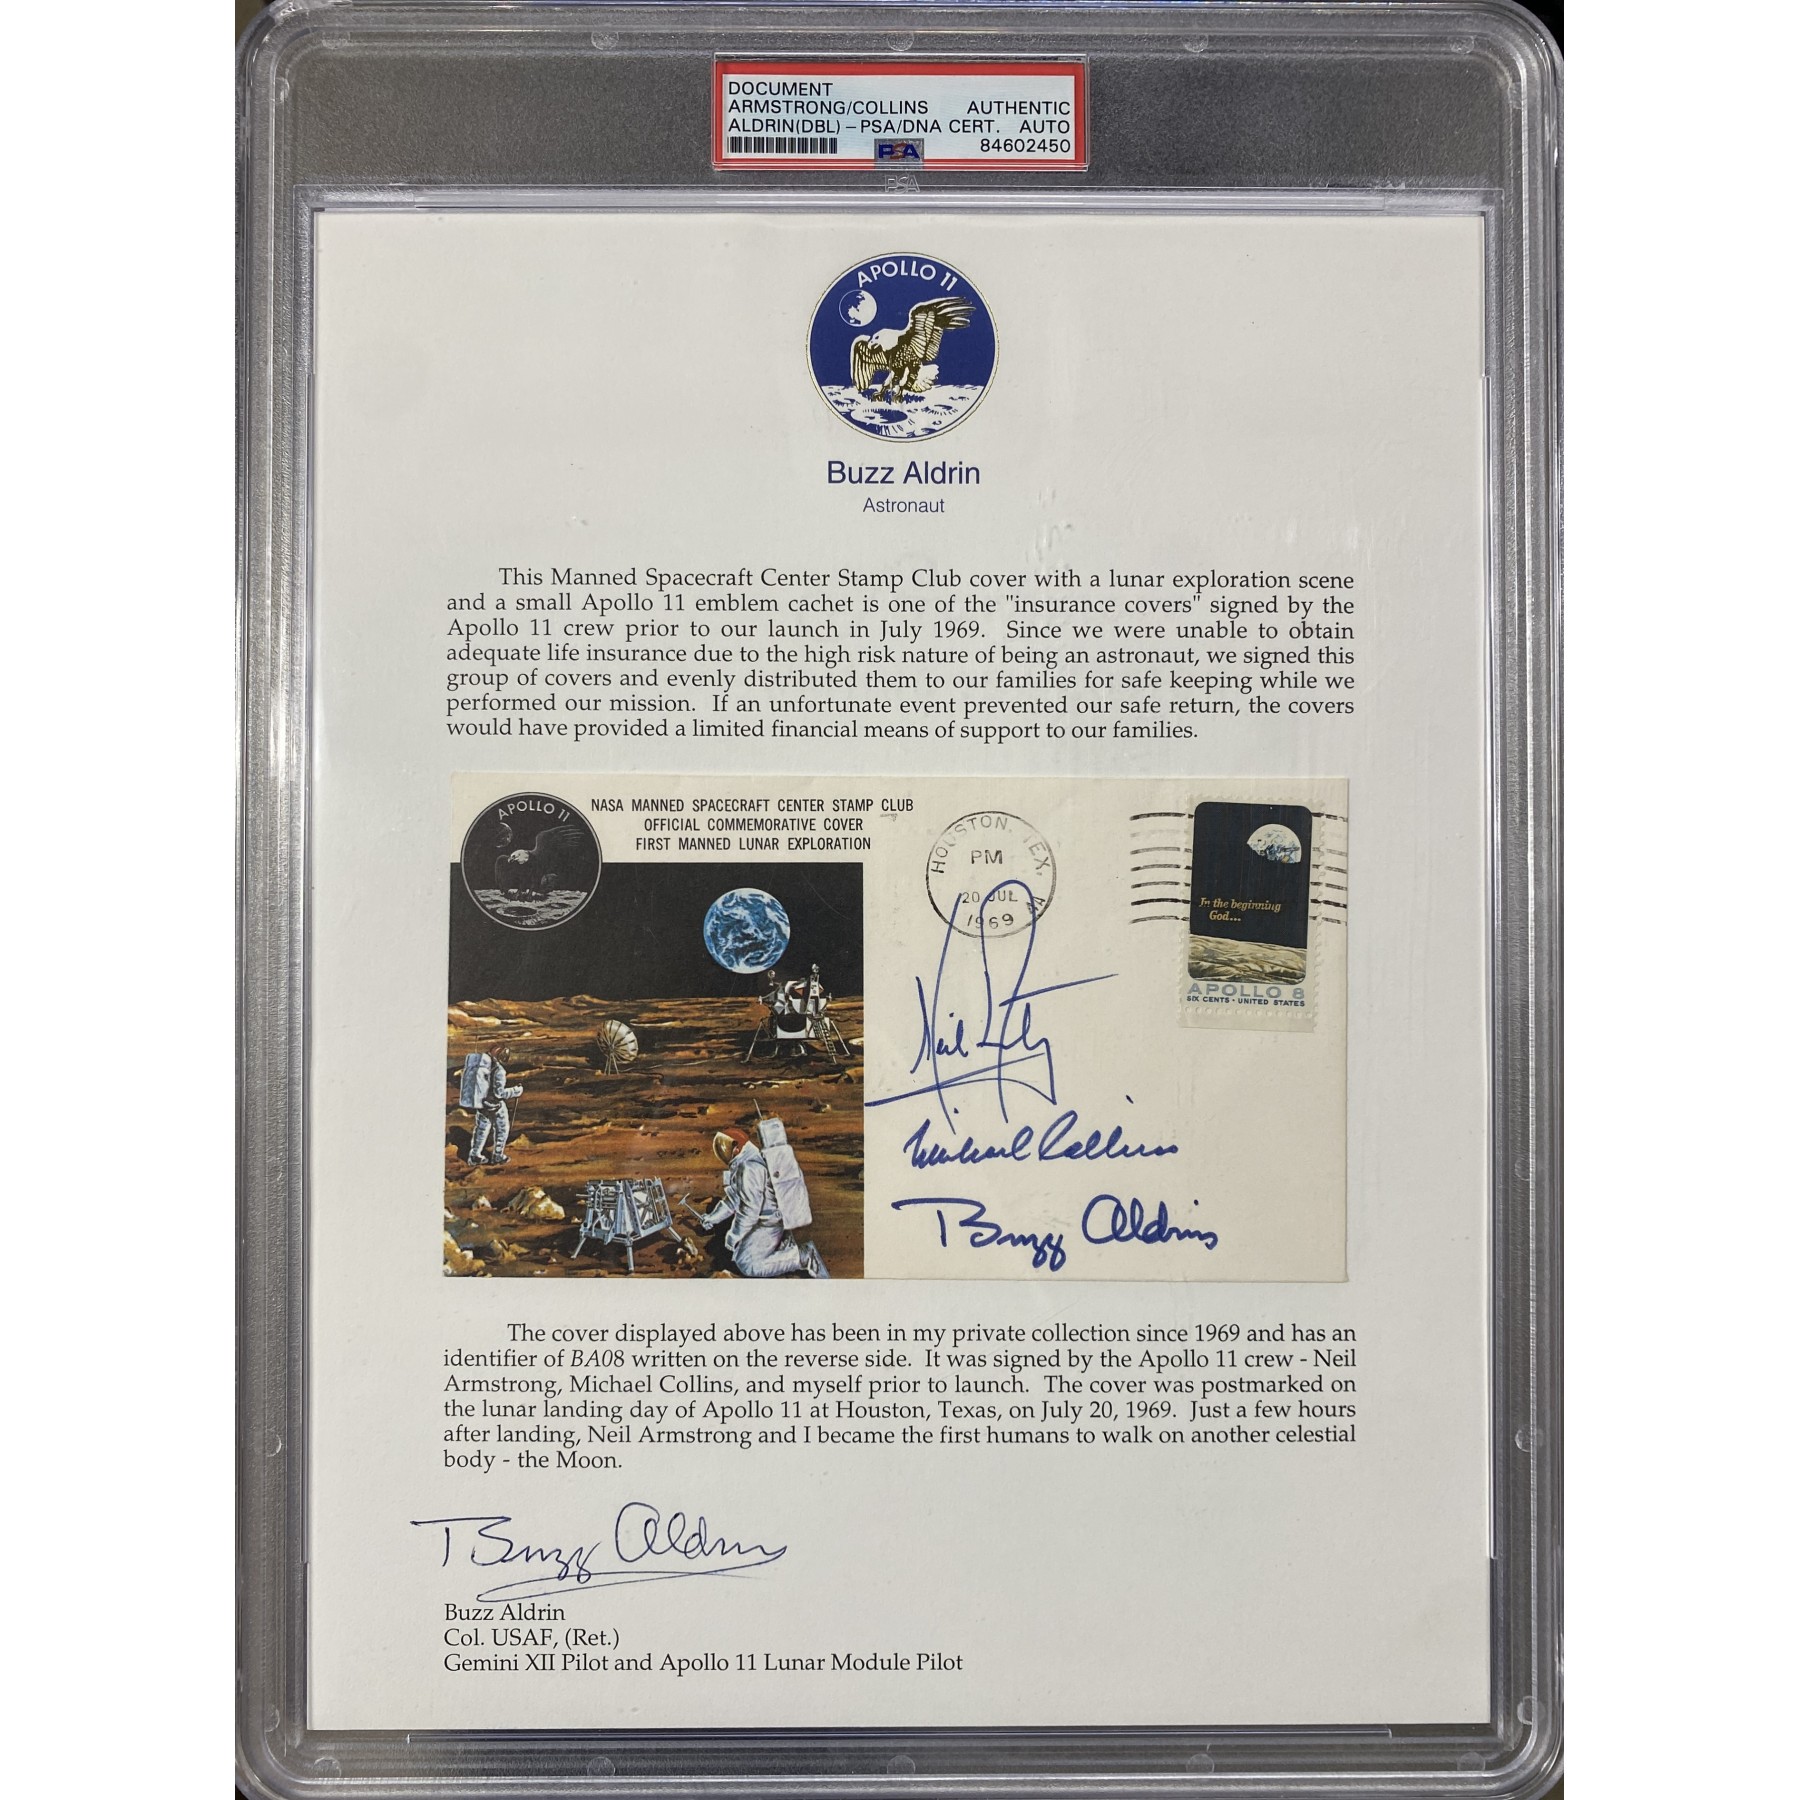 DOCUMENT
ARMSTRONG/COLLINS AUTHENTIC
ALDRIN(DBL) – PSA/DNA CERT. AUTO
PSA 84602450
PSA
APOLLO 11
Buzz Aldrin
Astronaut
This Manned Spacecraft Center Stamp Club cover with a lunar exploration scene
and a small Apollo 11 emblem cachet is one of the "insurance covers" signed by the
Apollo 11 crew prior to our launch in July 1969. Since we were unable to obtain
adequate life insurance due to the high risk nature of being an astronaut, we signed this
group of covers and evenly distributed them to our families for safe keeping while we
performed our mission. If an unfortunate event prevented our safe return, the covers
would have provided a limited financial means of support to our families.
APOLLO 11
NASA MANNED SPACECRAFT CENTER STAMP CLUB
OFFICIAL COMMEMORATIVE COVER
FIRST MANNED LUNAR EXPLORATION
HOUSTON, TEX.
PM
20 JUL
1969
In the beginning
God...
APOLLO 8
SIX CENTS · UNITED STATES
Neil Armstrong
Michael Collins
Buzz Aldrin
The cover displayed above has been in my private collection since 1969 and has an
identifier of BA08 written on the reverse side. It was signed by the Apollo 11 crew - Neil
Armstrong, Michael Collins, and myself prior to launch. The cover was postmarked on
the lunar landing day of Apollo 11 at Houston, Texas, on July 20, 1969. Just a few hours
after landing, Neil Armstrong and I became the first humans to walk on another celestial
body - the Moon.
Buzz Aldrin
Buzz Aldrin
Col. USAF, (Ret.)
Gemini XII Pilot and Apollo 11 Lunar Module Pilot